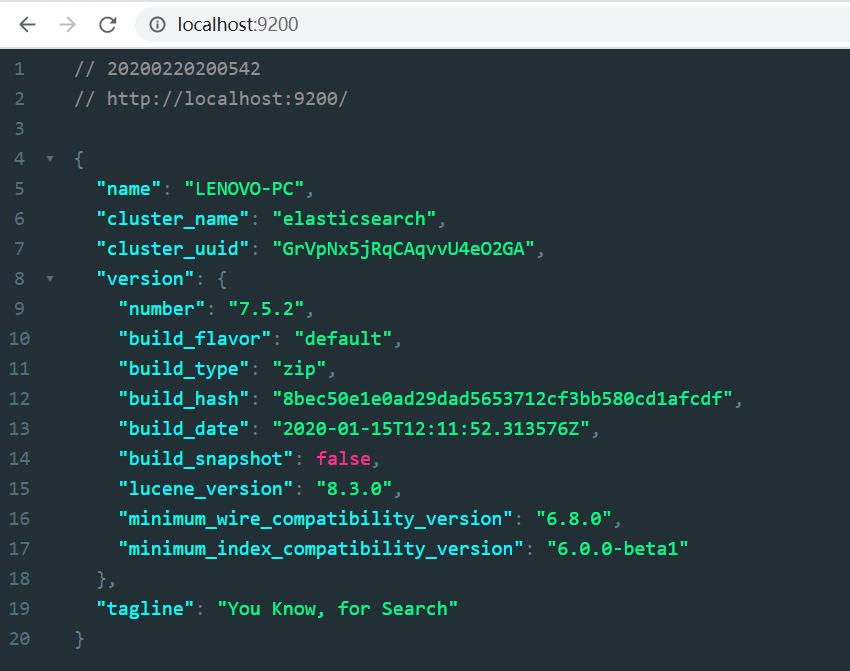 localhost:9200
1 // 20200220200542
2 // http://localhost:9200/
3
4 {
5 "name": "LENOVO-PC",
6 "cluster_name": "elasticsearch",
7 "cluster_uuid": "GrVpNx5jRqCAqvvU4eO2GA",
8 "version": {
9 "number": "7.5.2",
10 "build_flavor": "default",
11 "build_type": "zip",
12 "build_hash": "8bec50e1e0ad29dad5653712cf3bb580cd1afcdf",
13 "build_date": "2020-01-15T12:11:52.313576Z",
14 "build_snapshot": false,
15 "lucene_version": "8.3.0",
16 "minimum_wire_compatibility_version": "6.8.0",
17 "minimum_index_compatibility_version": "6.0.0-beta1"
18 },
19 "tagline": "You Know, for Search"
20 }